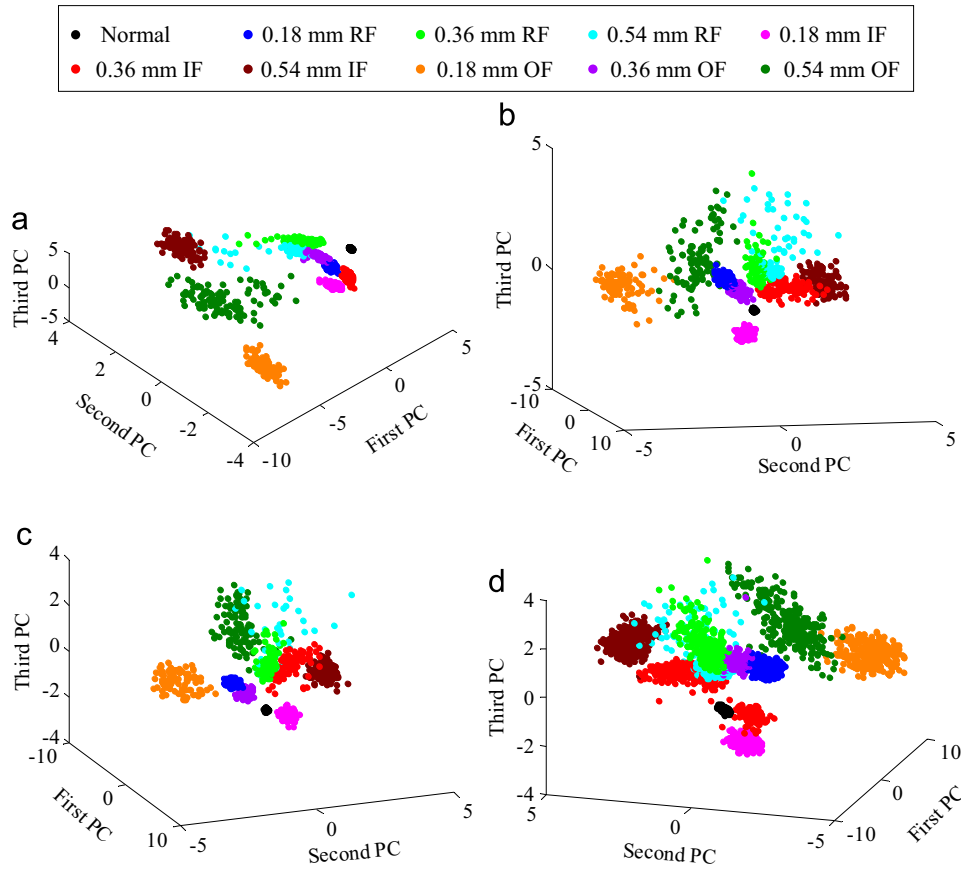 Normal 0.18 mm RF 0.36 mm RF 0.54 mm RF 0.18 mm IF
0.36 mm IF 0.54 mm IF 0.18 mm OF 0.36 mm OF 0.54 mm OF
a
Third PC
5
0
-5
4
2
0
-2
-4
Second PC
-10
-5
0
5
First PC
b
Third PC
5
0
-5
-10
0
10
First PC
-5
0
5
Second PC
c
Third PC
4
2
0
-2
-4
-10
0
10
First PC
-5
0
5
Second PC
d
Third PC
4
2
0
-2
-4
5
0
-5
Second PC
-10
0
10
First PC